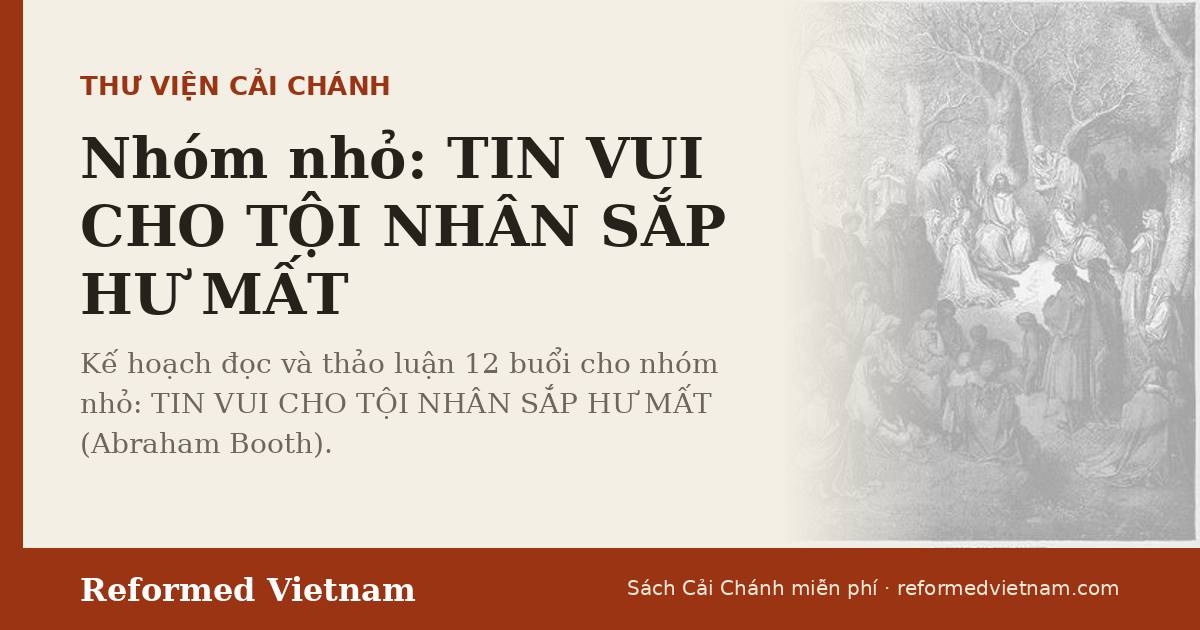 THƯ VIỆN CẢI CHÁNH
Nhóm nhỏ: TIN VUI
CHO TỘI NHÂN SẮP
HƯ MẤT
Kế hoạch đọc và thảo luận 12 buổi cho nhóm
nhỏ: TIN VUI CHO TỘI NHÂN SẮP HƯ MẤT
(Abraham Booth).
Reformed Vietnam
Sách Cải Chánh miễn phí · reformedvietnam.com